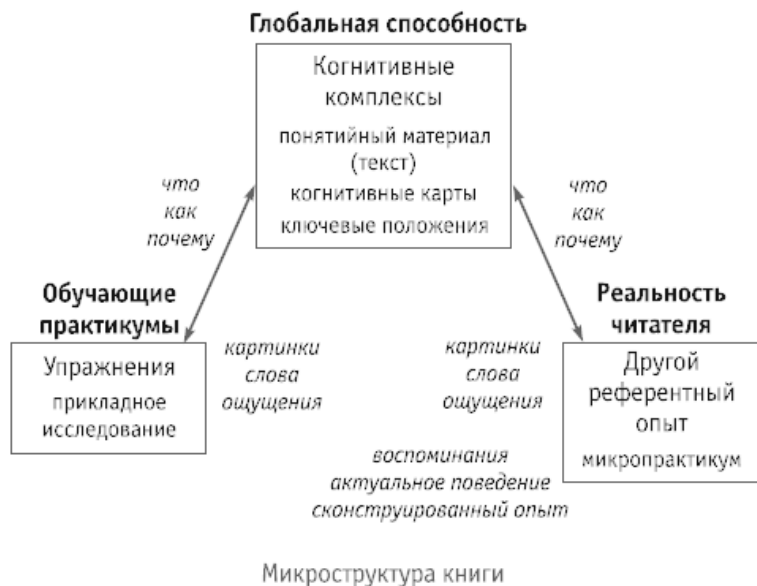 Глобальная способность
Когнитивные
комплексы
понятийный материал
(текст)
когнитивные карты
ключевые положения
что
как
почему
что
как
почему
Обучающие
практикумы
Упражнения
прикладное
исследование
картинки
слова
ощущения
картинки
слова
ощущения
Реальность
читателя
Другой
референтный
опыт
микропрактикум
воспоминания
актуальное поведение
сконструированный опыт
Микроструктура книги